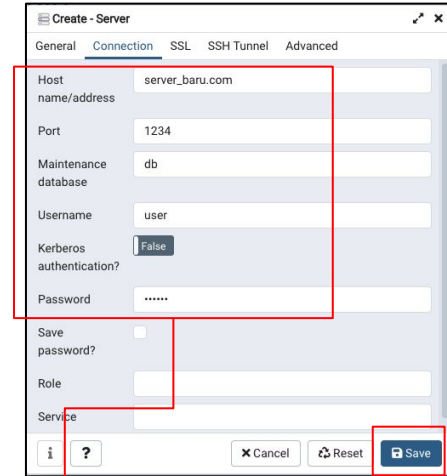 Create - Server
General Connection SSL SSH Tunnel Advanced
Host name/address server_baru.com
Port 1234
Maintenance database db
Username user
Kerberos authentication? False
Password ••••••
Save password?
Role
Service
i ? Cancel Reset Save